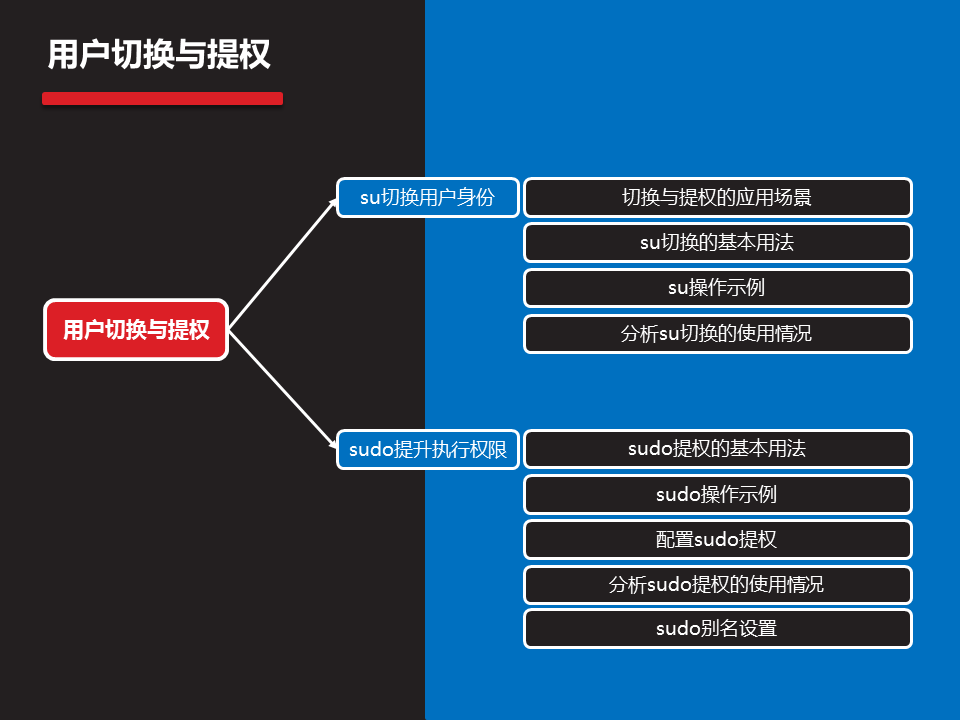 用户切换与提权
用户切换与提权
su切换用户身份
切换与提权的应用场景
su切换的基本用法
su操作示例
分析su切换的使用情况
sudo提升执行权限
sudo提权的基本用法
sudo操作示例
配置sudo提权
分析sudo提权的使用情况
sudo别名设置